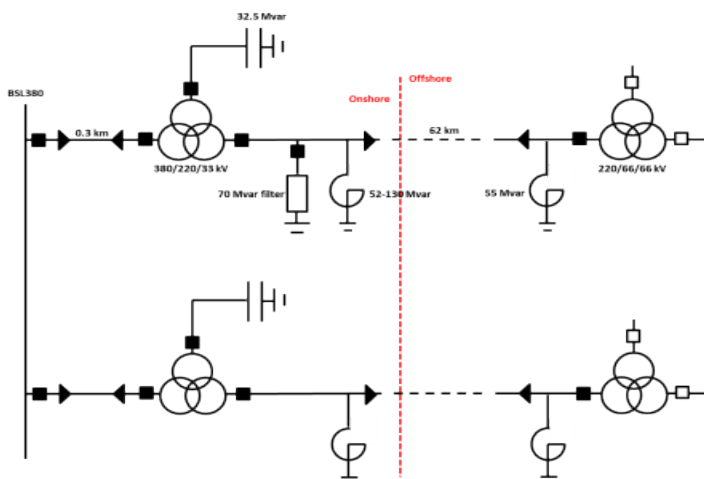 32.5 Mvar
BSL380
Offshore
Onshore
0.3 km
62 km
380/220/33 kV
220/66/66 kV
70 Mvar filter
52-130 Mvar
55 Mvar